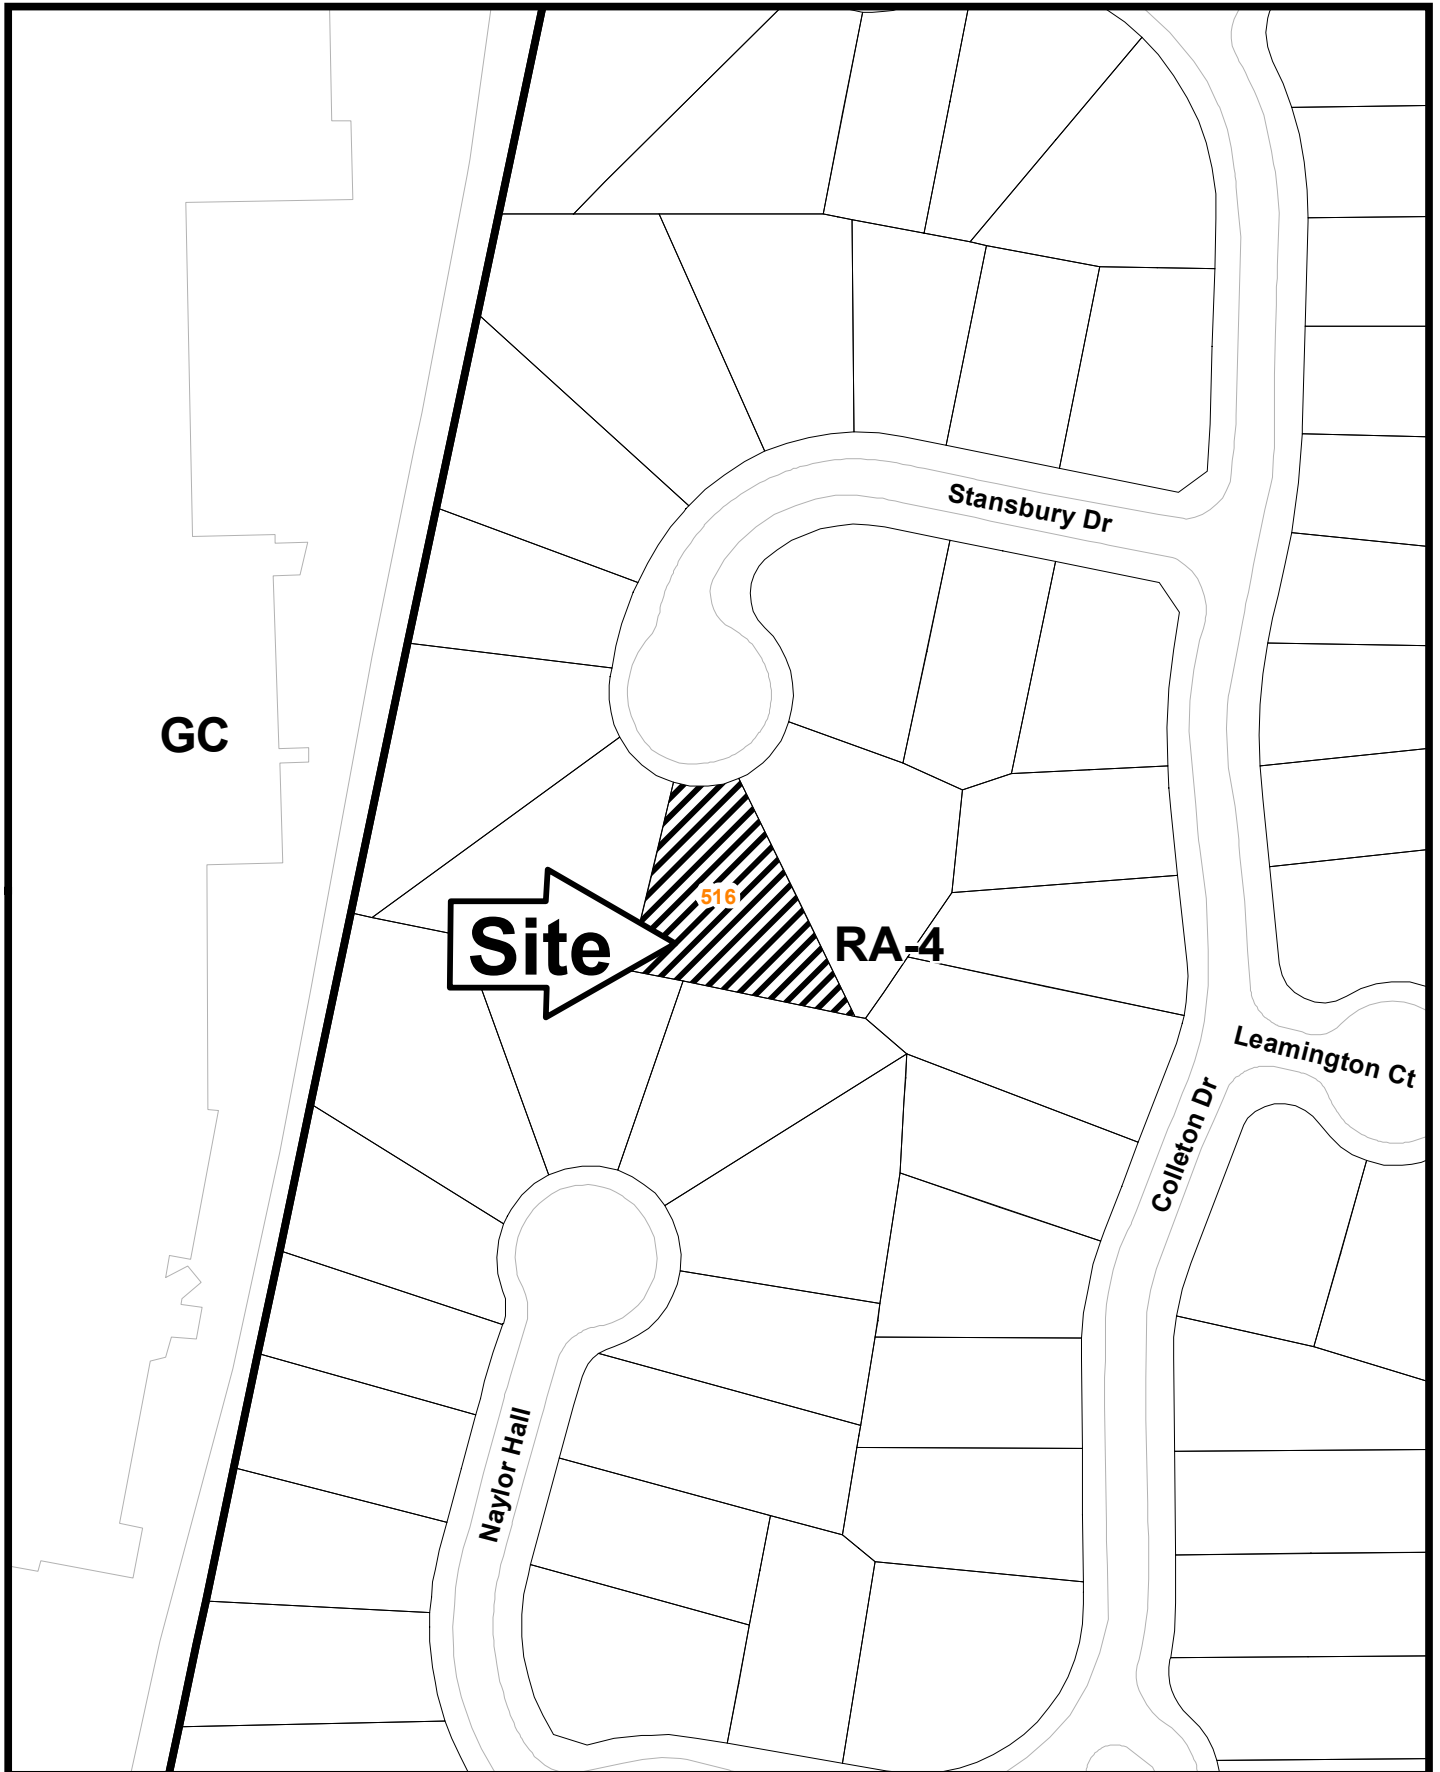 Stansbury Dr
GC
516
Site
RA-4
Leamington Ct
Colleton Dr
Naylor Hall